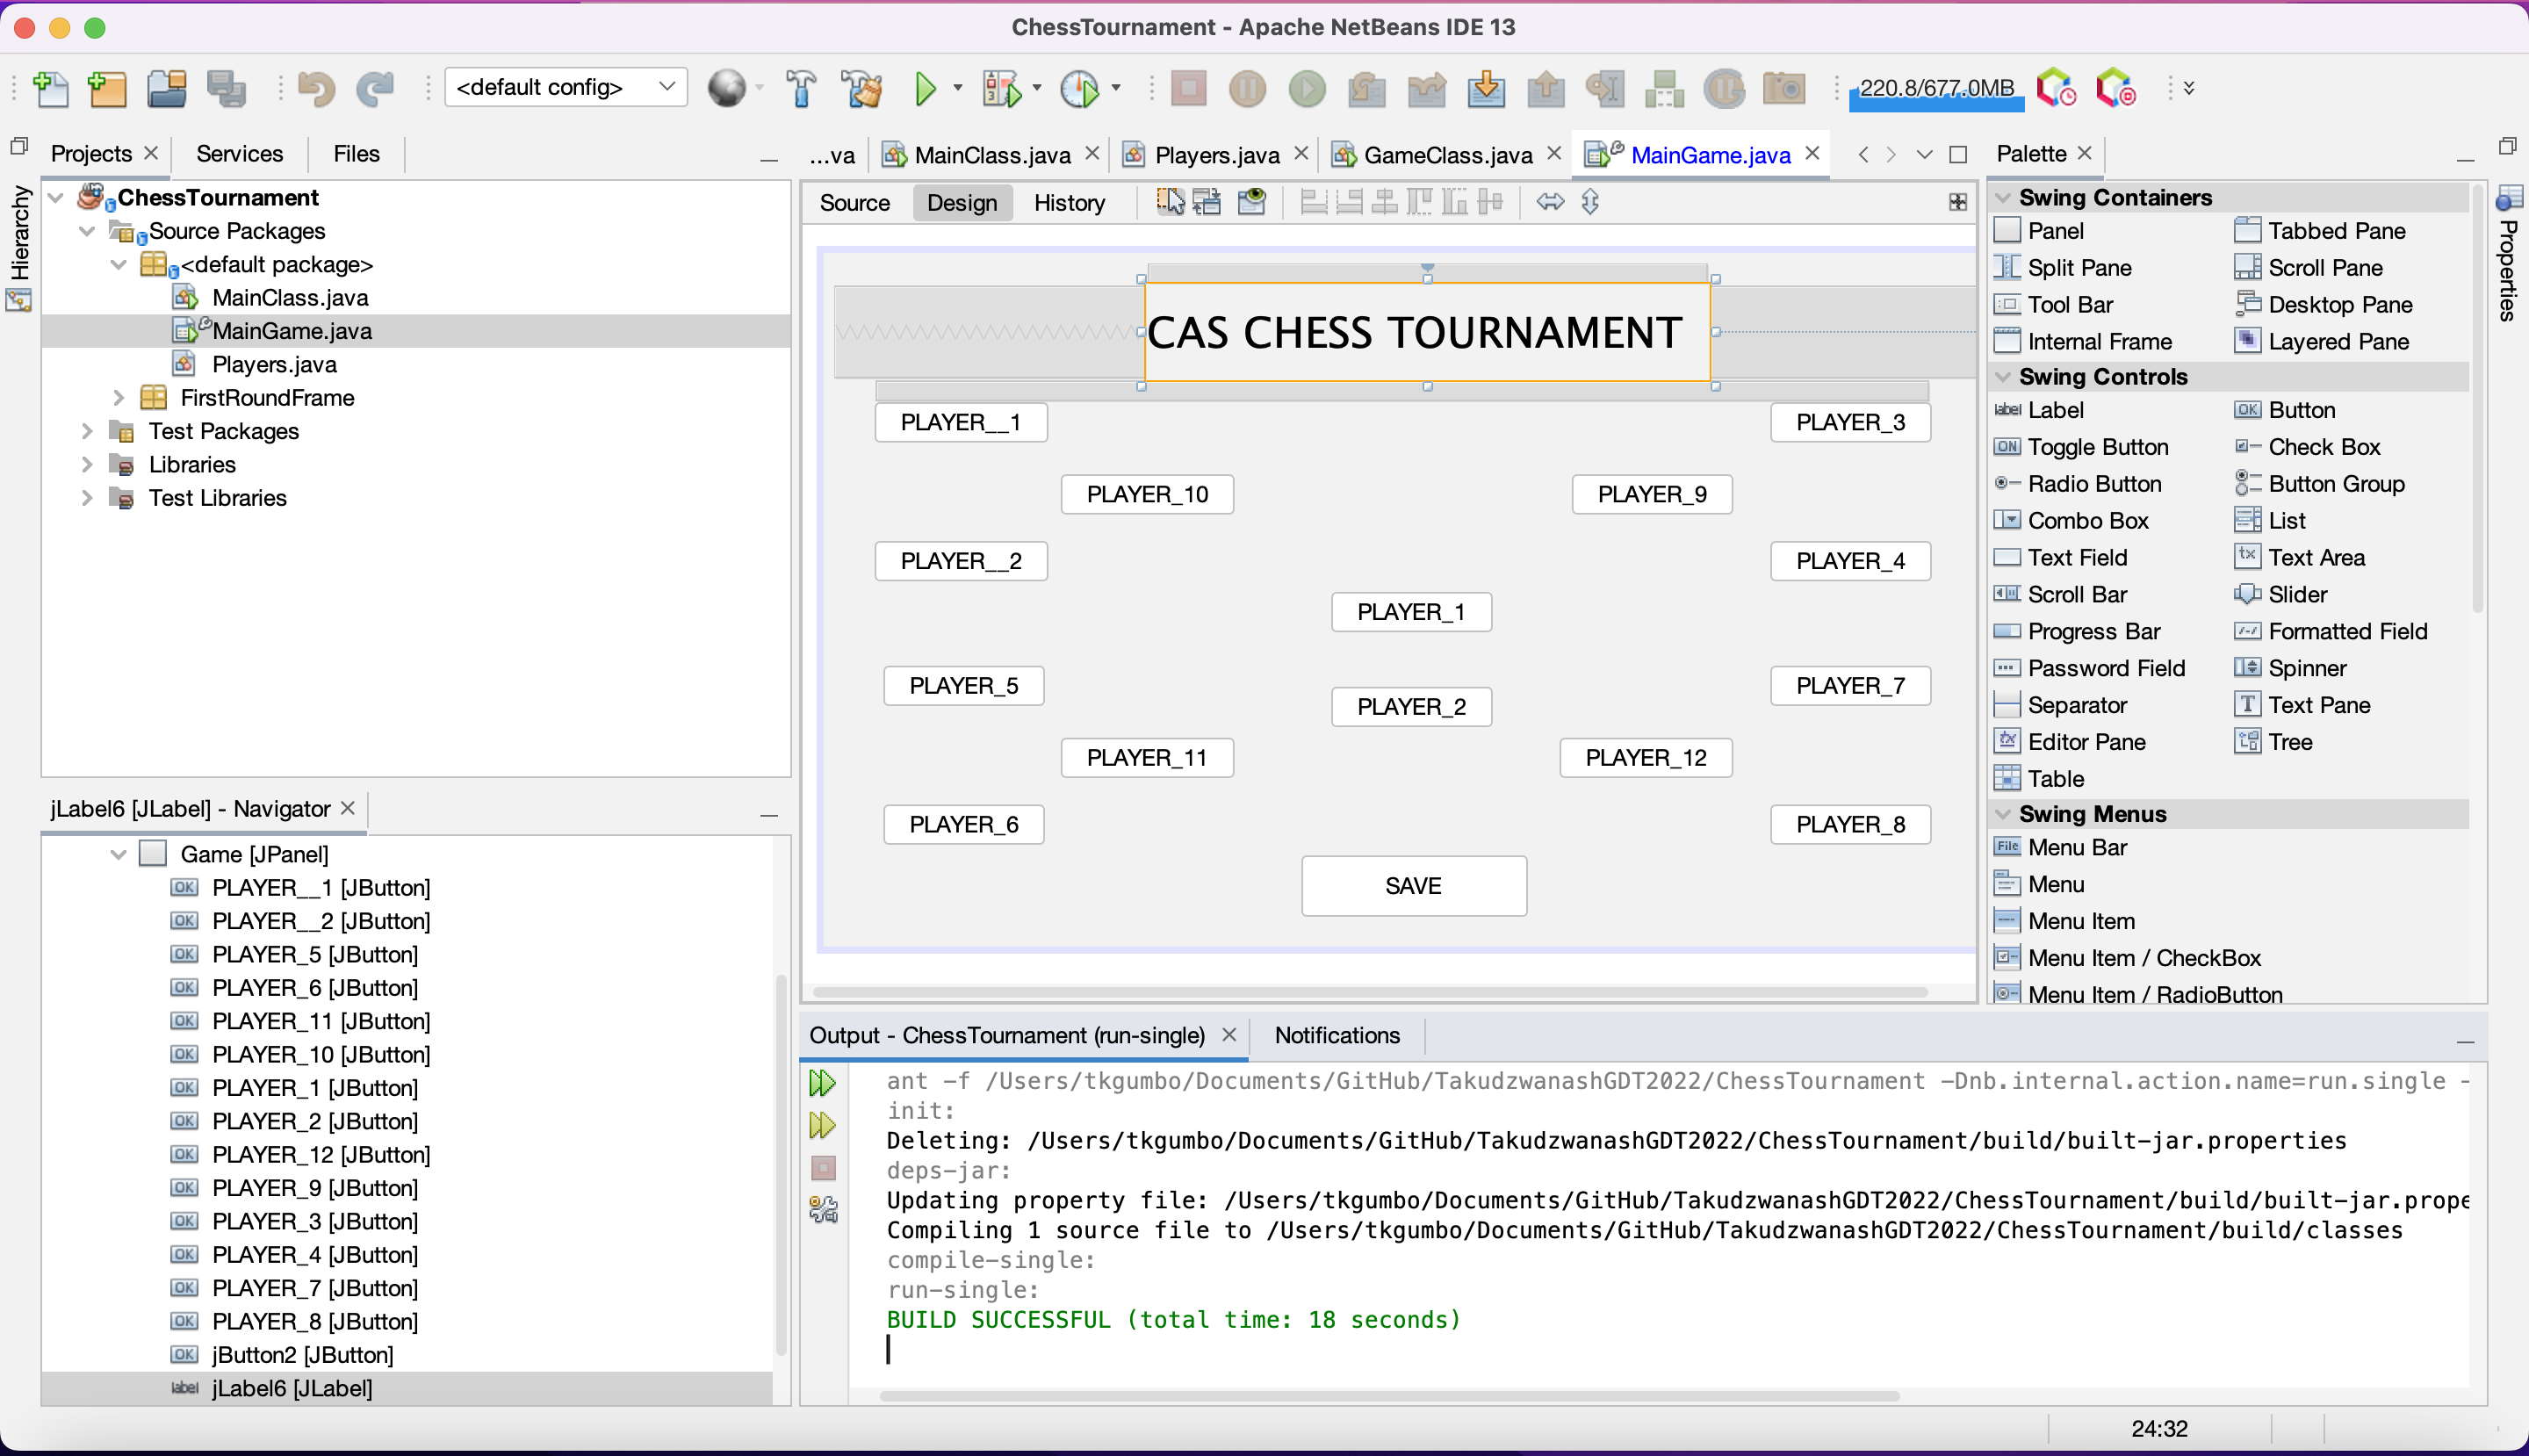 ChessTournament - Apache NetBeans IDE 13
<default config>
220.8/677.0MB
Projects
Services
Files
...va
MainClass.java
Players.java
GameClass.java
MainGame.java
Palette
Hierarchy
Properties
ChessTournament
Source Packages
<default package>
MainClass.java
MainGame.java
Players.java
FirstRoundFrame
Test Packages
Libraries
Test Libraries
jLabel6 [JLabel] - Navigator
Game [JPanel]
PLAYER__1 [JButton]
PLAYER__2 [JButton]
PLAYER_5 [JButton]
PLAYER_6 [JButton]
PLAYER_11 [JButton]
PLAYER_10 [JButton]
PLAYER_1 [JButton]
PLAYER_2 [JButton]
PLAYER_12 [JButton]
PLAYER_9 [JButton]
PLAYER_3 [JButton]
PLAYER_4 [JButton]
PLAYER_7 [JButton]
PLAYER_8 [JButton]
jButton2 [JButton]
jLabel6 [JLabel]
Source
Design
History
CAS CHESS TOURNAMENT
PLAYER__1
PLAYER_3
PLAYER_10
PLAYER_9
PLAYER__2
PLAYER_4
PLAYER_1
PLAYER_5
PLAYER_7
PLAYER_2
PLAYER_11
PLAYER_12
PLAYER_6
PLAYER_8
SAVE
Swing Containers
Panel
Tabbed Pane
Split Pane
Scroll Pane
Tool Bar
Desktop Pane
Internal Frame
Layered Pane
Swing Controls
Label
Button
Toggle Button
Check Box
Radio Button
Button Group
Combo Box
List
Text Field
Text Area
Scroll Bar
Slider
Progress Bar
Formatted Field
Password Field
Spinner
Separator
Text Pane
Editor Pane
Tree
Table
Swing Menus
Menu Bar
Menu
Menu Item
Menu Item / CheckBox
Menu Item / RadioButton
Output - ChessTournament (run-single)
Notifications
ant -f /Users/tkgumbo/Documents/GitHub/TakudzwanashGDT2022/ChessTournament -Dnb.internal.action.name=run.single -
init:
Deleting: /Users/tkgumbo/Documents/GitHub/TakudzwanashGDT2022/ChessTournament/build/built-jar.properties
deps-jar:
Updating property file: /Users/tkgumbo/Documents/GitHub/TakudzwanashGDT2022/ChessTournament/build/built-jar.prope
Compiling 1 source file to /Users/tkgumbo/Documents/GitHub/TakudzwanashGDT2022/ChessTournament/build/classes
compile-single:
run-single:
BUILD SUCCESSFUL (total time: 18 seconds)
24:32